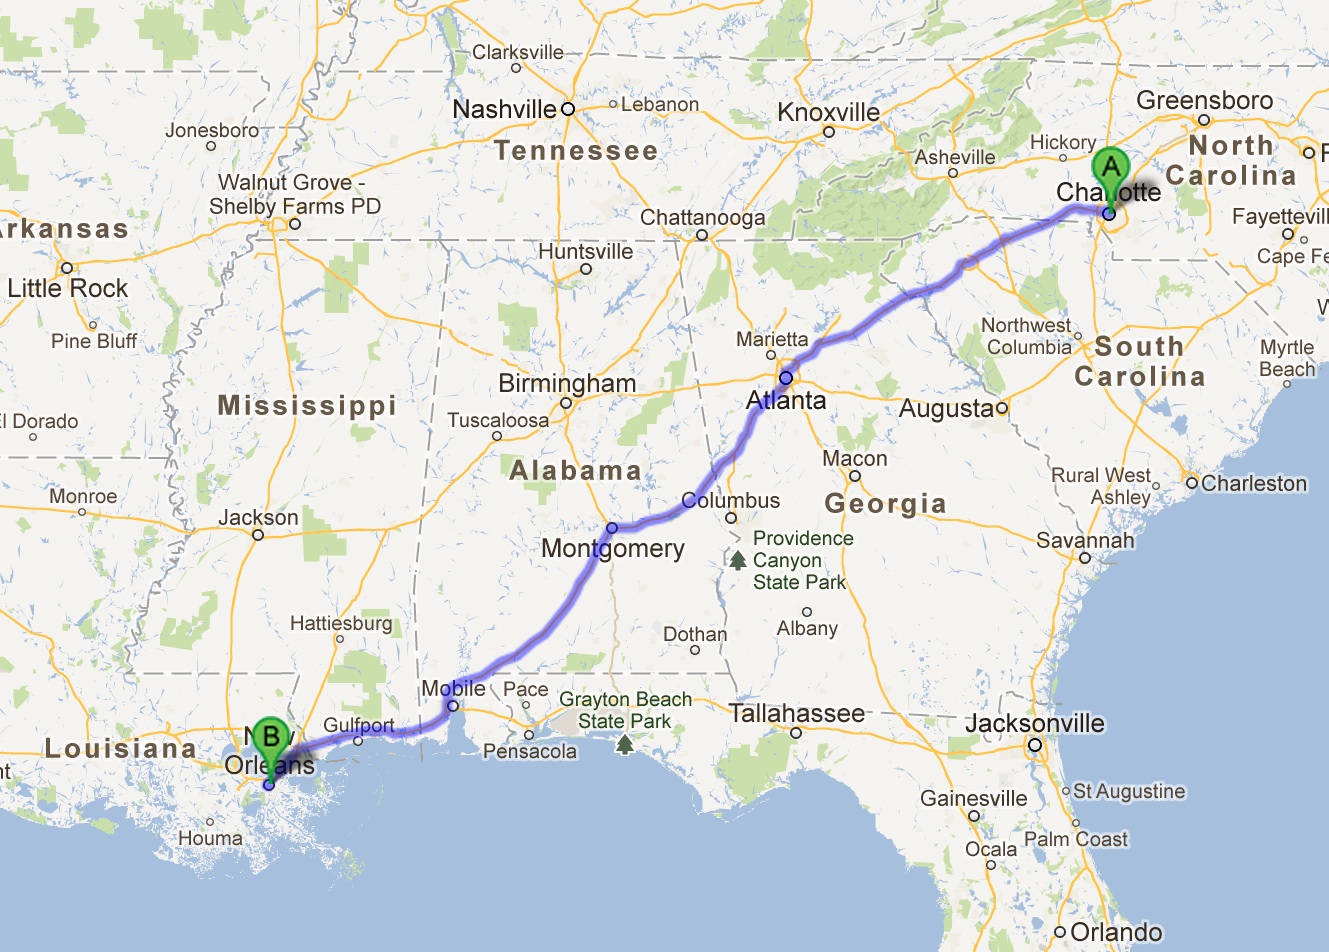 Clarksville
Nashville
Lebanon
Knoxville
Greensboro
Jonesboro
Tennessee
Hickory
North
Carolina
Asheville
Walnut Grove -
Shelby Farms PD
A
Charlotte
Chattanooga
Fayettevill
rkansas
Huntsville
Cape Fe
Little Rock
Pine Bluff
Marietta
Northwest
Columbia
South
Carolina
Myrtle
Beach
Birmingham
Atlanta
Augusta
Mississippi
Tuscaloosa
El Dorado
Alabama
Macon
Rural West
Ashley
Charleston
Monroe
Columbus
Georgia
Jackson
Montgomery
Providence
Canyon
State Park
Savannah
Hattiesburg
Dothan
Albany
Mobile
Pace
Grayton Beach
State Park
Tallahassee
Jacksonville
Gulfport
Pensacola
B
New
Orleans
Louisiana
nt
St Augustine
Gainesville
Houma
Palm Coast
Ocala
Orlando